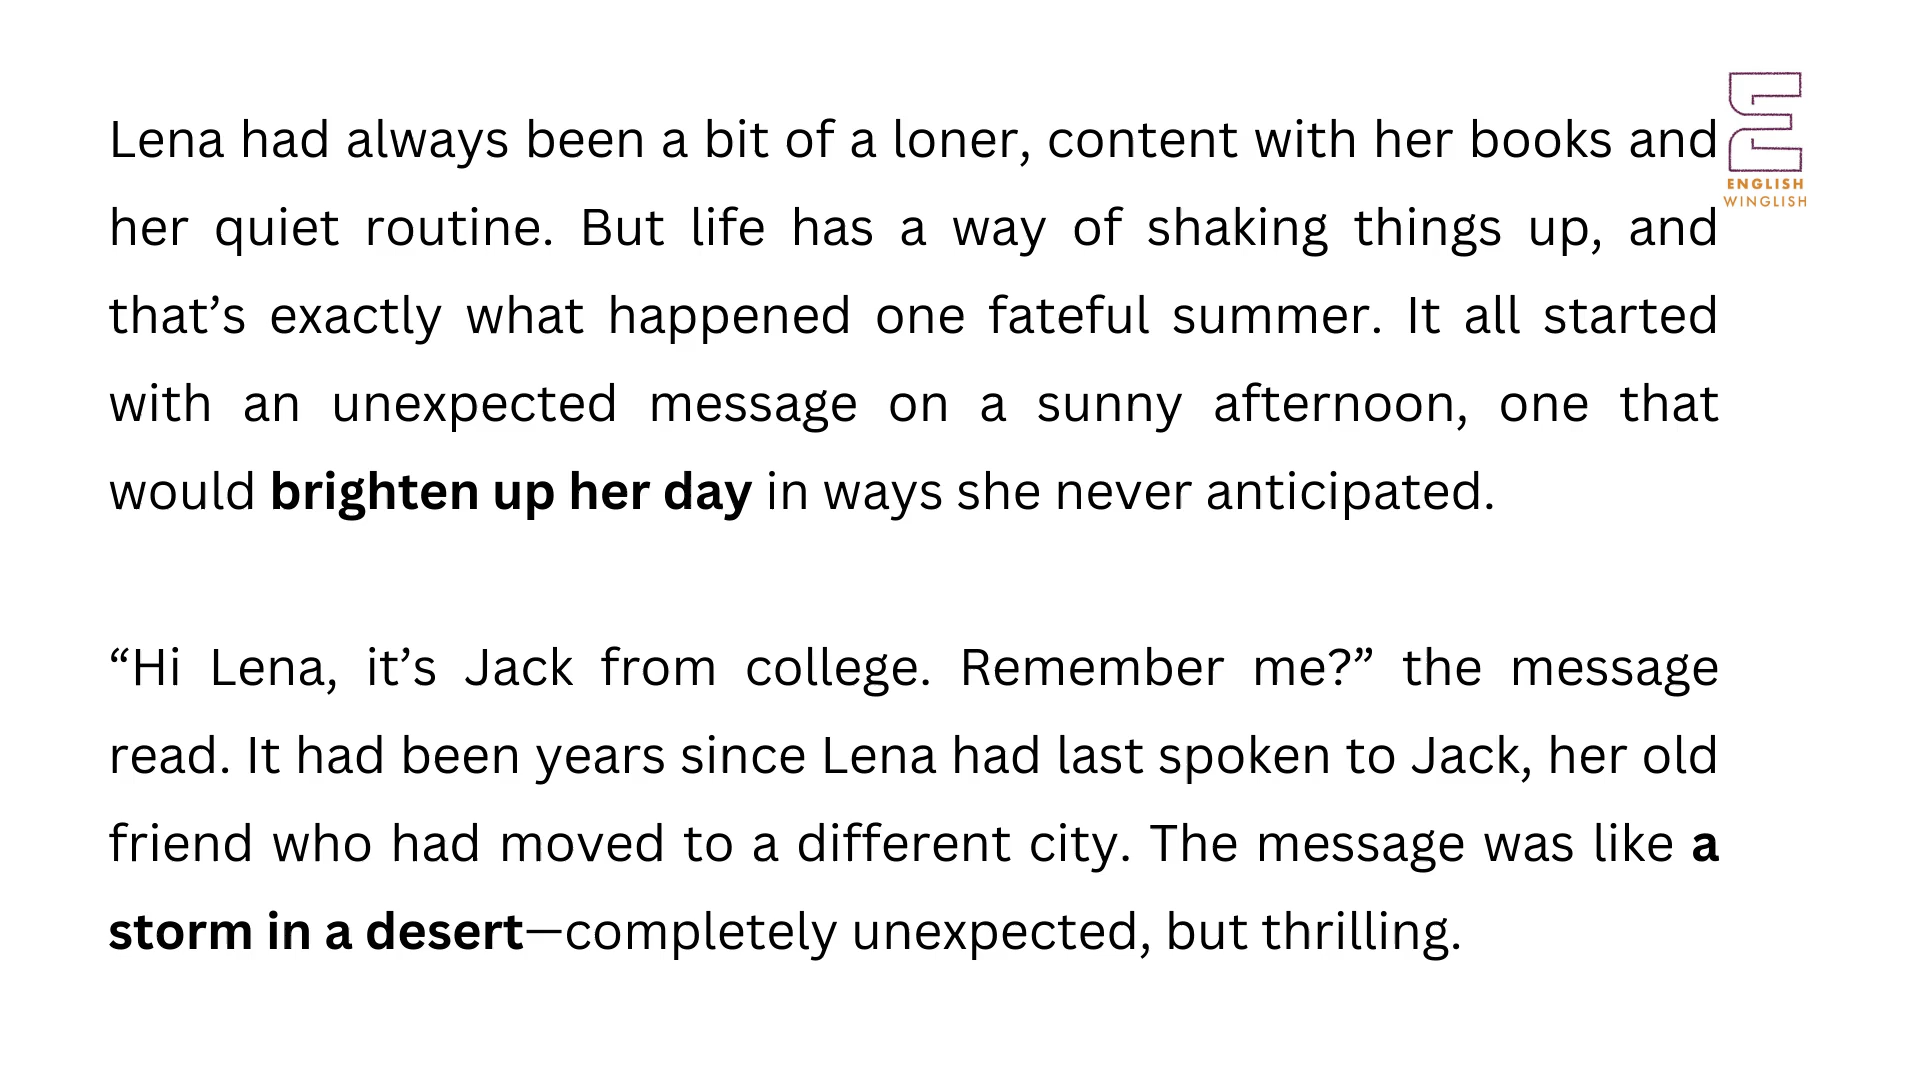 Lena had always been a bit of a loner, content with her books and
her quiet routine. But life has a way of shaking things up, and
that’s exactly what happened one fateful summer. It all started
with an unexpected message on a sunny afternoon, one that
would brighten up her day in ways she never anticipated.
“Hi Lena, it’s Jack from college. Remember me?” the message
read. It had been years since Lena had last spoken to Jack, her old
friend who had moved to a different city. The message was like a
storm in a desert—completely unexpected, but thrilling.
ENGLISH
WINGLISH